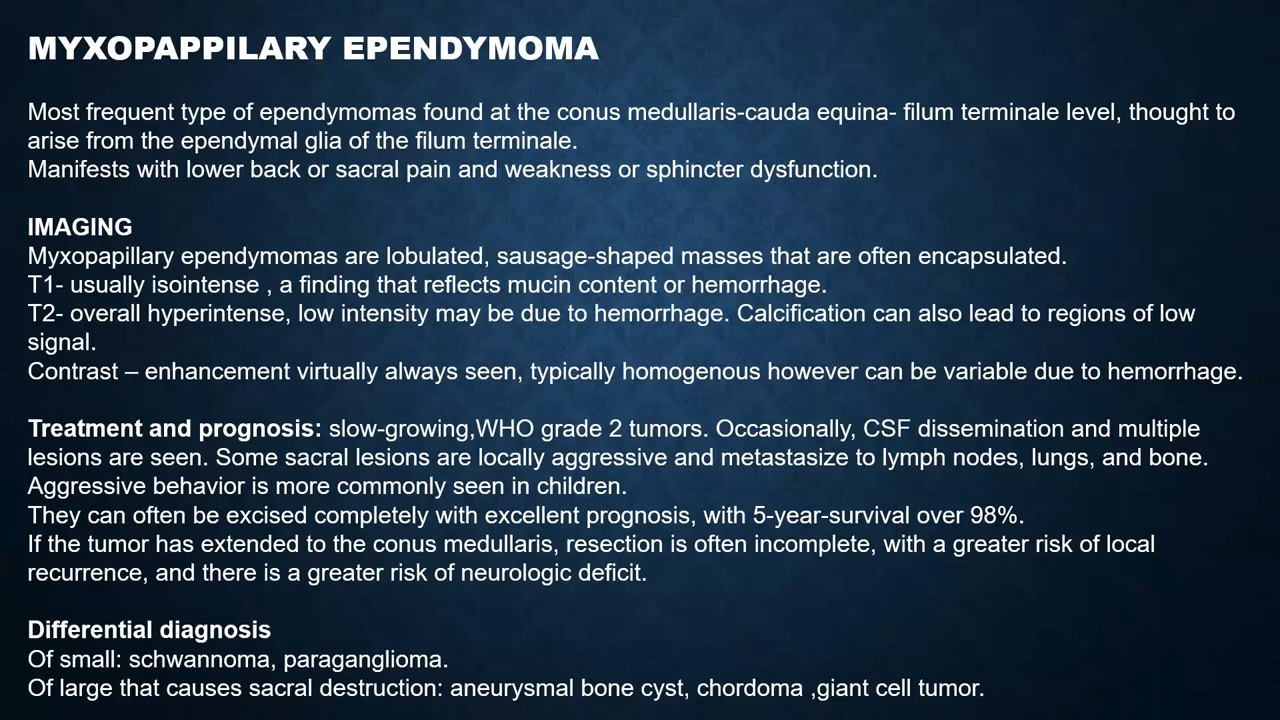 MYXOPAPPILARY EPENDYMOMA
Most frequent type of ependymomas found at the conus medullaris-cauda equina- filum terminale level, thought to
arise from the ependymal glia of the filum terminale.
Manifests with lower back or sacral pain and weakness or sphincter dysfunction.
IMAGING
Myxopapillary ependymomas are lobulated, sausage-shaped masses that are often encapsulated.
T1- usually isointense , a finding that reflects mucin content or hemorrhage.
T2- overall hyperintense, low intensity may be due to hemorrhage. Calcification can also lead to regions of low
signal.
Contrast – enhancement virtually always seen, typically homogenous however can be variable due to hemorrhage.
Treatment and prognosis: slow-growing,WHO grade 2 tumors. Occasionally, CSF dissemination and multiple
lesions are seen. Some sacral lesions are locally aggressive and metastasize to lymph nodes, lungs, and bone.
Aggressive behavior is more commonly seen in children.
They can often be excised completely with excellent prognosis, with 5-year-survival over 98%.
If the tumor has extended to the conus medullaris, resection is often incomplete, with a greater risk of local
recurrence, and there is a greater risk of neurologic deficit.
Differential diagnosis
Of small: schwannoma, paraganglioma.
Of large that causes sacral destruction: aneurysmal bone cyst, chordoma ,giant cell tumor.